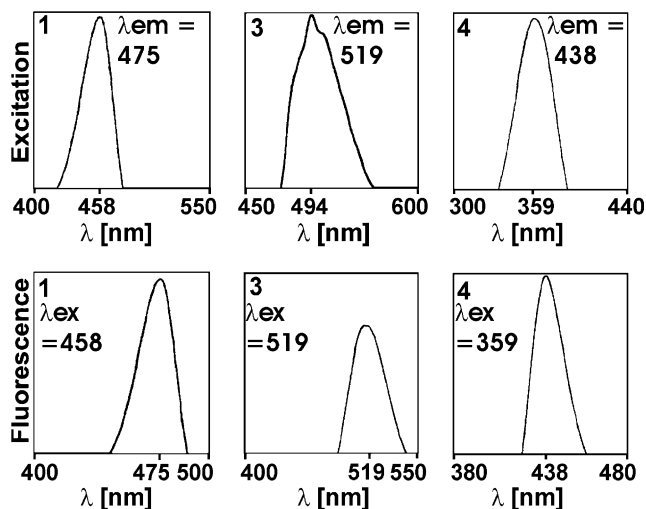 Excitation
1
λem =
475
400 458 550
λ [nm]
3
λem =
519
450 494 600
λ [nm]
4
λem =
438
300 359 440
λ [nm]
Fluorescence
1
λex
=458
400 475 500
λ [nm]
3
λex
=519
400 519 550
λ [nm]
4
λex
=359
380 438 480
λ [nm]